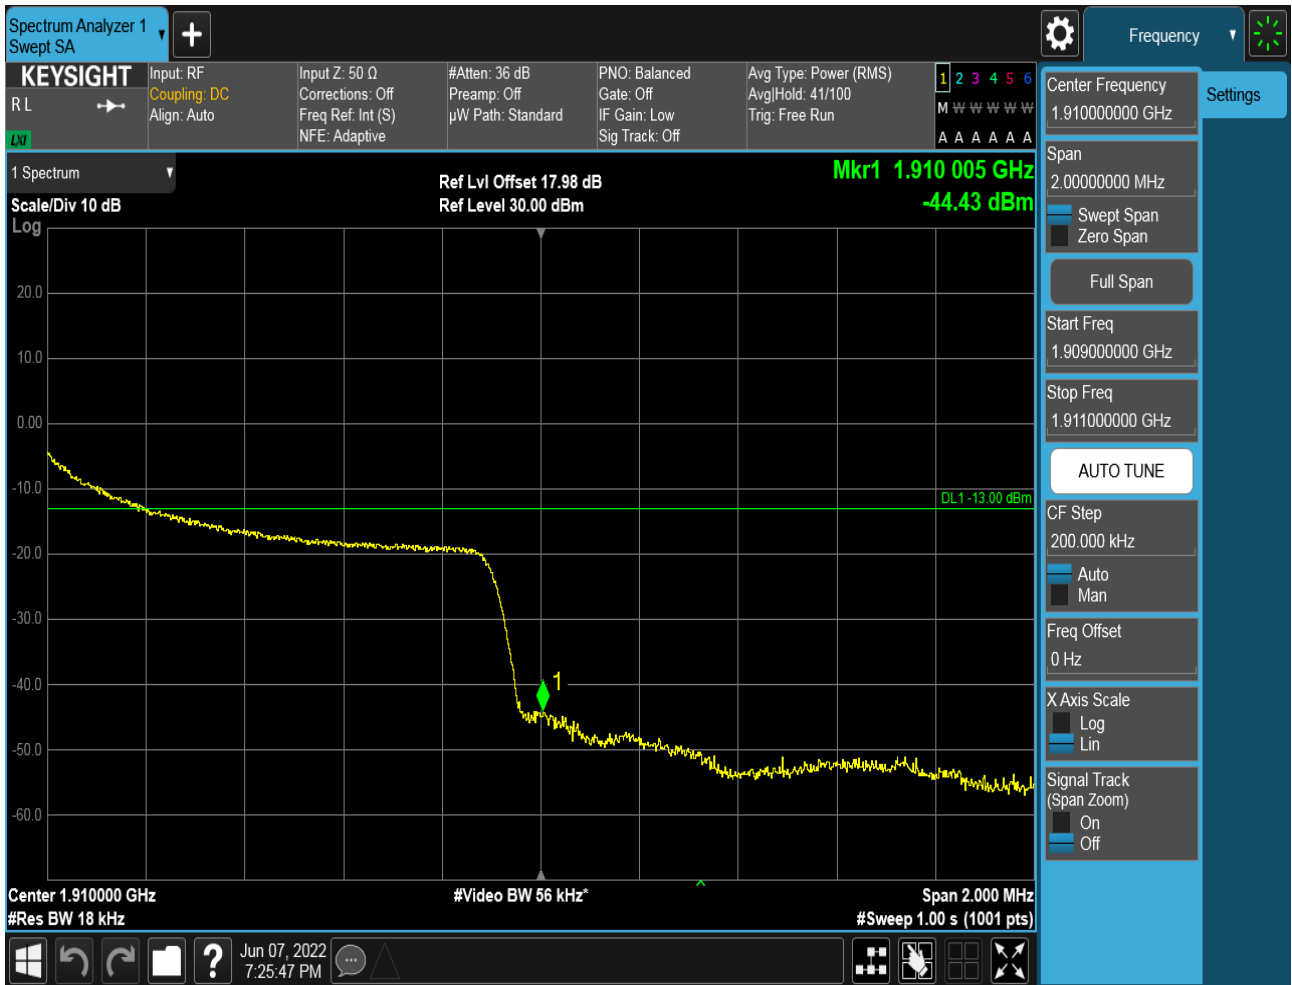 Spectrum Analyzer 1
Swept SA
Frequency
KEYSIGHT
R L
LXI
Input: RF
Coupling: DC
Align: Auto
Input Z: 50 Ω
Corrections: Off
Freq Ref: Int (S)
NFE: Adaptive
#Atten: 36 dB
Preamp: Off
µW Path: Standard
PNO: Balanced
Gate: Off
IF Gain: Low
Sig Track: Off
Avg Type: Power (RMS)
Avg|Hold: 41/100
Trig: Free Run
1 2 3 4 5 6
M W W W W W
A A A A A A
1 Spectrum
Scale/Div 10 dB
Log
Ref Lvl Offset 17.98 dB
Ref Level 30.00 dBm
Mkr1 1.910 005 GHz
-44.43 dBm
20.0
10.0
0.00
-10.0
DL1 -13.00 dBm
-20.0
-30.0
-40.0
1
-50.0
-60.0
Center 1.910000 GHz
#Video BW 56 kHz*
Span 2.000 MHz
#Res BW 18 kHz
#Sweep 1.00 s (1001 pts)
Jun 07, 2022
7:25:47 PM
Center Frequency
1.910000000 GHz
Settings
Span
2.00000000 MHz
Swept Span
Zero Span
Full Span
Start Freq
1.909000000 GHz
Stop Freq
1.911000000 GHz
AUTO TUNE
CF Step
200.000 kHz
Auto
Man
Freq Offset
0 Hz
X Axis Scale
Log
Lin
Signal Track
(Span Zoom)
On
Off